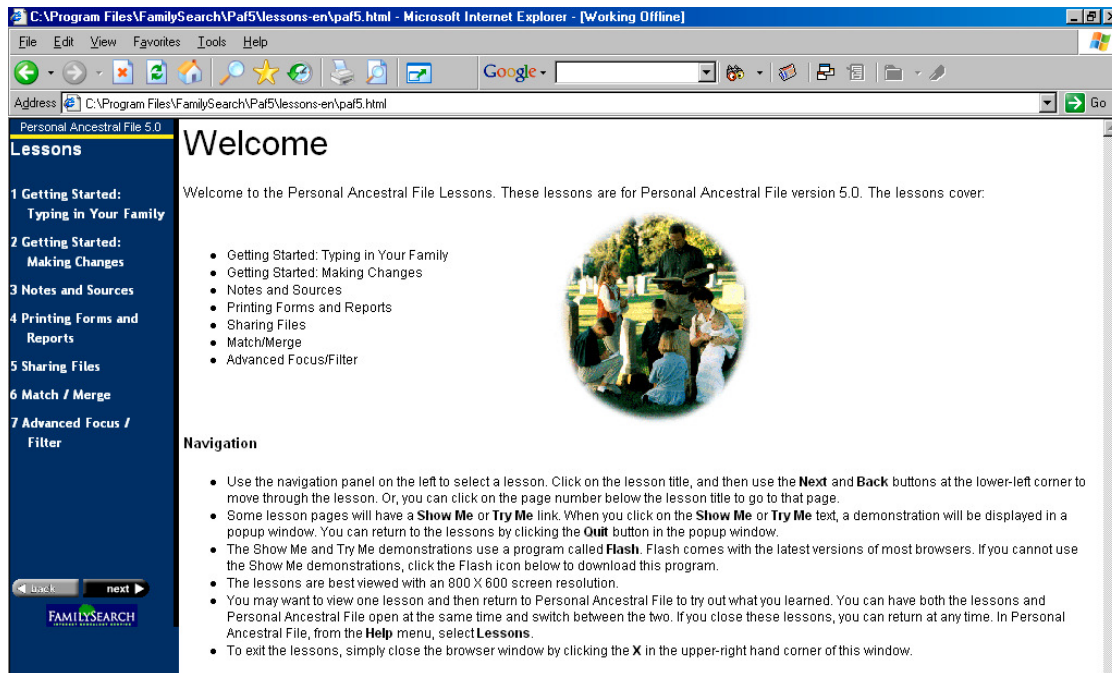 C:\Program Files\FamilySearch\Paf5\lessons-en\paf5.html - Microsoft Internet Explorer - [Working Offline]
File Edit View Favorites Tools Help
Google
Address C:\Program Files\FamilySearch\Paf5\lessons-en\paf5.html Go
Personal Ancestral File 5.0
Lessons
1 Getting Started:
Typing in Your Family
2 Getting Started:
Making Changes
3 Notes and Sources
4 Printing Forms and
Reports
5 Sharing Files
6 Match / Merge
7 Advanced Focus /
Filter
back next
FAMILYSEARCH
INTERNET GENEALOGY SERVICE
Welcome
Welcome to the Personal Ancestral File Lessons. These lessons are for Personal Ancestral File version 5.0. The lessons cover:
Getting Started: Typing in Your Family
Getting Started: Making Changes
Notes and Sources
Printing Forms and Reports
Sharing Files
Match/Merge
Advanced Focus/Filter
Navigation
Use the navigation panel on the left to select a lesson. Click on the lesson title, and then use the Next and Back buttons at the lower-left corner to
move through the lesson. Or, you can click on the page number below the lesson title to go to that page.
Some lesson pages will have a Show Me or Try Me link. When you click on the Show Me or Try Me text, a demonstration will be displayed in a
popup window. You can return to the lessons by clicking the Quit button in the popup window.
The Show Me and Try Me demonstrations use a program called Flash. Flash comes with the latest versions of most browsers. If you cannot use
the Show Me demonstrations, click the Flash icon below to download this program.
The lessons are best viewed with an 800 X 600 screen resolution.
You may want to view one lesson and then return to Personal Ancestral File to try out what you learned. You can have both the lessons and
Personal Ancestral File open at the same time and switch between the two. If you close these lessons, you can return at any time. In Personal
Ancestral File, from the Help menu, select Lessons.
To exit the lessons, simply close the browser window by clicking the X in the upper-right hand corner of this window.